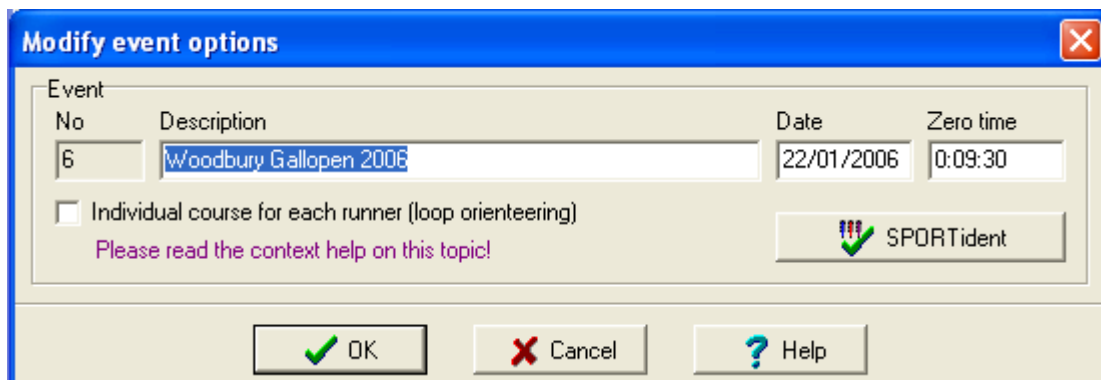 Modify event options
Event
No Description Date Zero time
6 Woodbury Gallopen 2006 22/01/2006 0:09:30
Individual course for each runner (loop orienteering)
Please read the context help on this topic!
SPORTident
OK Cancel Help